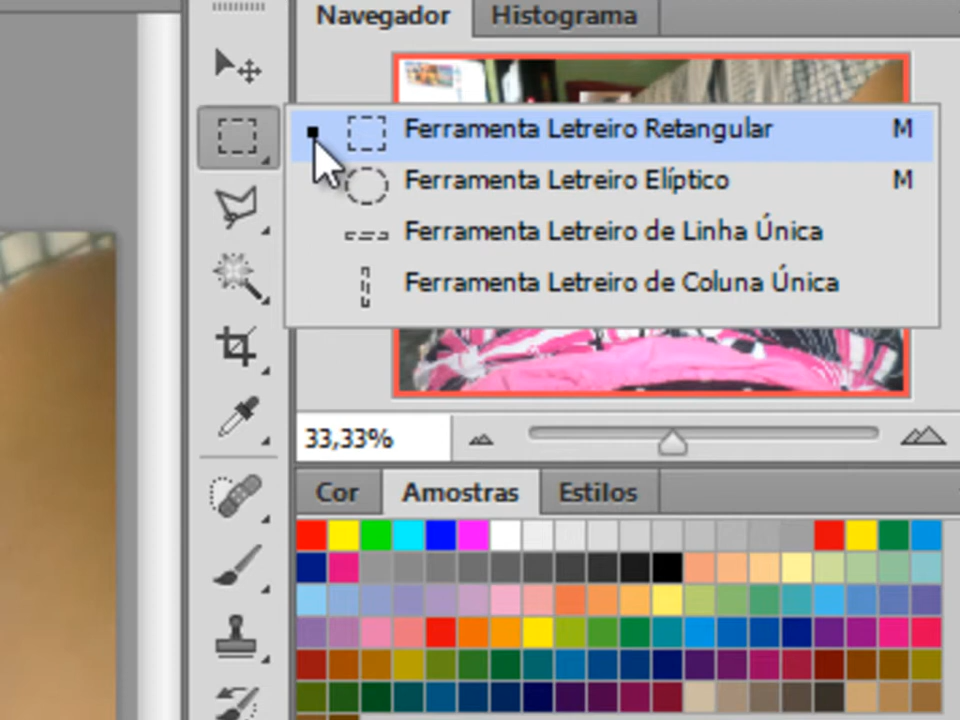 Navegador Histograma
Ferramenta Letreiro Retangular M
Ferramenta Letreiro Elíptico M
Ferramenta Letreiro de Linha Única
Ferramenta Letreiro de Coluna Única
33,33%
Cor Amostras Estilos